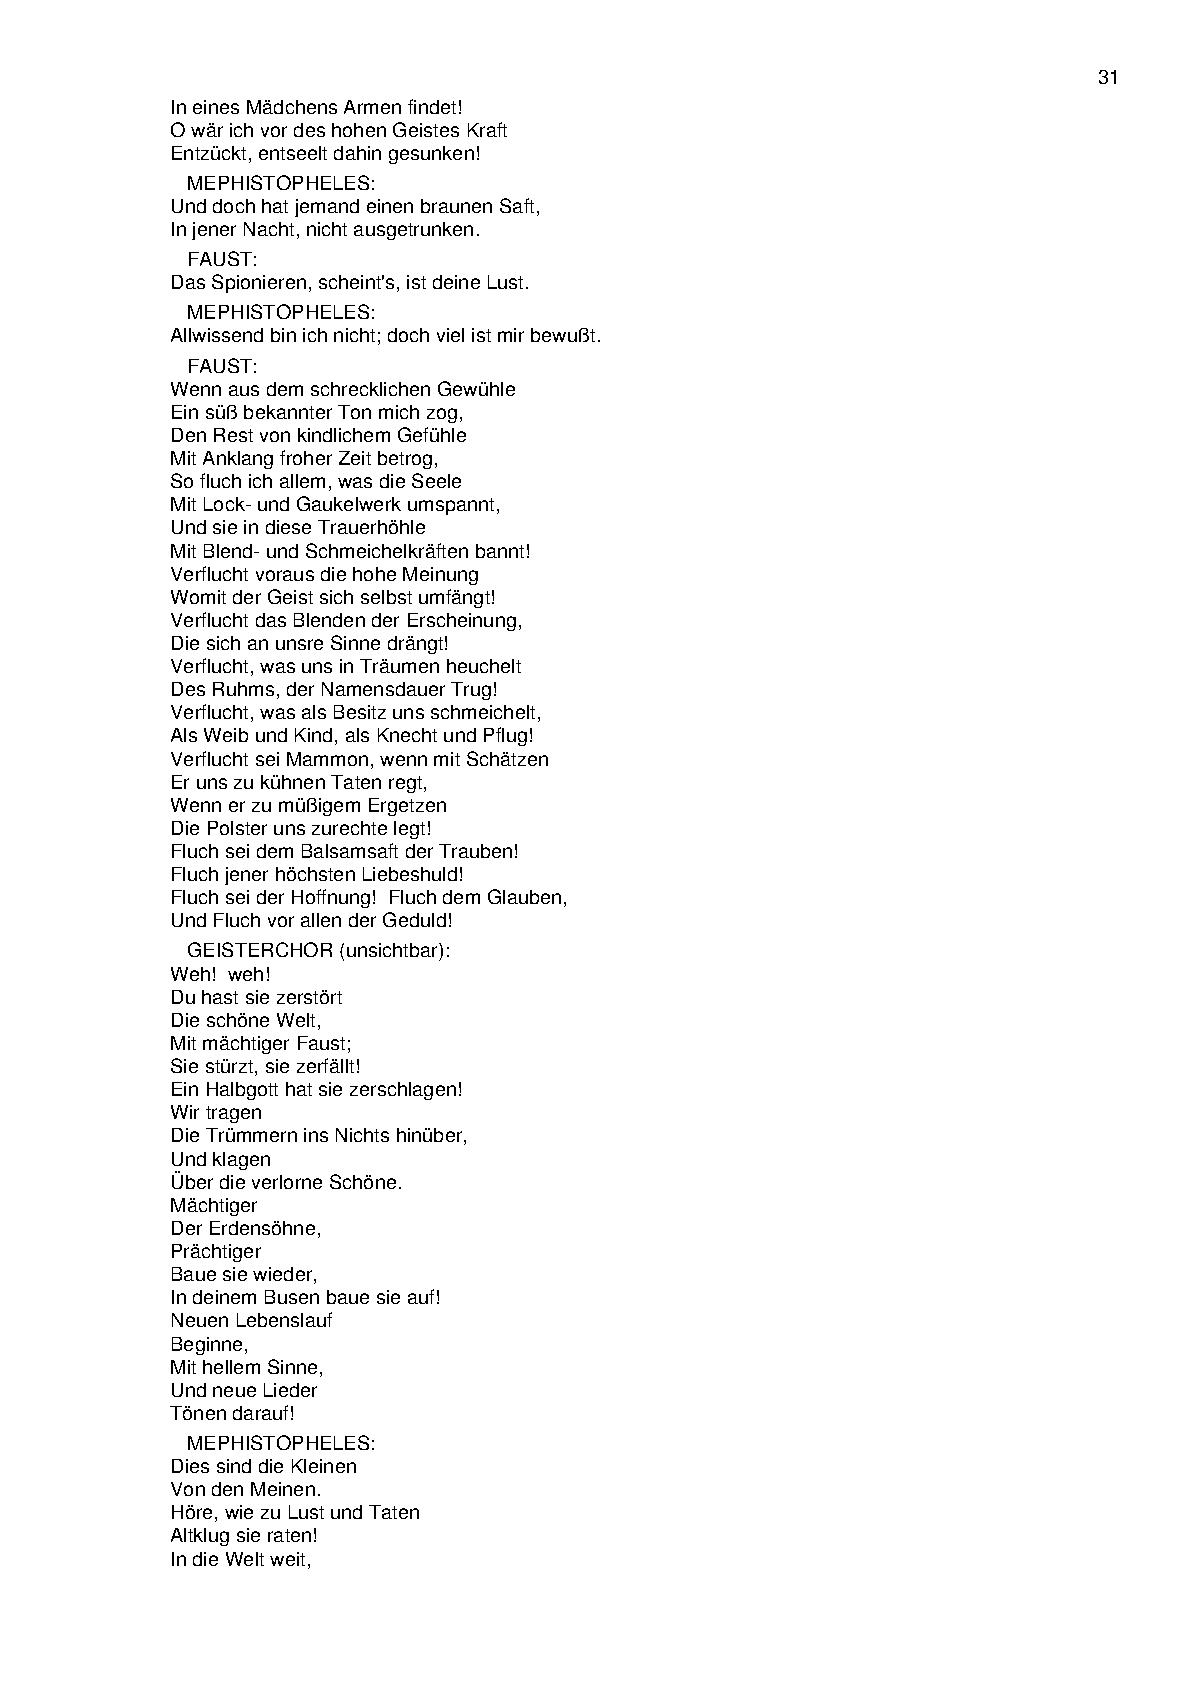 31
In eines Mädchens Armen findet!
O wär ich vor des hohen Geistes Kraft
Entzückt, entseelt dahin gesunken!
MEPHISTOPHELES:
Und doch hat jemand einen braunen Saft,
In jener Nacht, nicht ausgetrunken.
FAUST:
Das Spionieren, scheint's, ist deine Lust.
MEPHISTOPHELES:
Allwissend bin ich nicht; doch viel ist mir bewußt.
FAUST:
Wenn aus dem schrecklichen Gewühle
Ein süß bekannter Ton mich zog,
Den Rest von kindlichem Gefühle
Mit Anklang froher Zeit betrog,
So fluch ich allem, was die Seele
Mit Lock- und Gaukelwerk umspannt,
Und sie in diese Trauerhöhle
Mit Blend- und Schmeichelkräften bannt!
Verflucht voraus die hohe Meinung
Womit der Geist sich selbst umfängt!
Verflucht das Blenden der Erscheinung,
Die sich an unsre Sinne drängt!
Verflucht, was uns in Träumen heuchelt
Des Ruhms, der Namensdauer Trug!
Verflucht, was als Besitz uns schmeichelt,
Als Weib und Kind, als Knecht und Pflug!
Verflucht sei Mammon, wenn mit Schätzen
Er uns zu kühnen Taten regt,
Wenn er zu müßigem Ergetzen
Die Polster uns zurechte legt!
Fluch sei dem Balsamsaft der Trauben!
Fluch jener höchsten Liebeshuld!
Fluch sei der Hoffnung!  Fluch dem Glauben,
Und Fluch vor allen der Geduld!
GEISTERCHOR (unsichtbar):
Weh!  weh!
Du hast sie zerstört
Die schöne Welt,
Mit mächtiger Faust;
Sie stürzt, sie zerfällt!
Ein Halbgott hat sie zerschlagen!
Wir tragen
Die Trümmern ins Nichts hinüber,
Und klagen
Über die verlorne Schöne.
Mächtiger
Der Erdensöhne,
Prächtiger
Baue sie wieder,
In deinem Busen baue sie auf!
Neuen Lebenslauf
Beginne,
Mit hellem Sinne,
Und neue Lieder
Tönen darauf!
MEPHISTOPHELES:
Dies sind die Kleinen
Von den Meinen.
Höre, wie zu Lust und Taten
Altklug sie raten!
In die Welt weit,